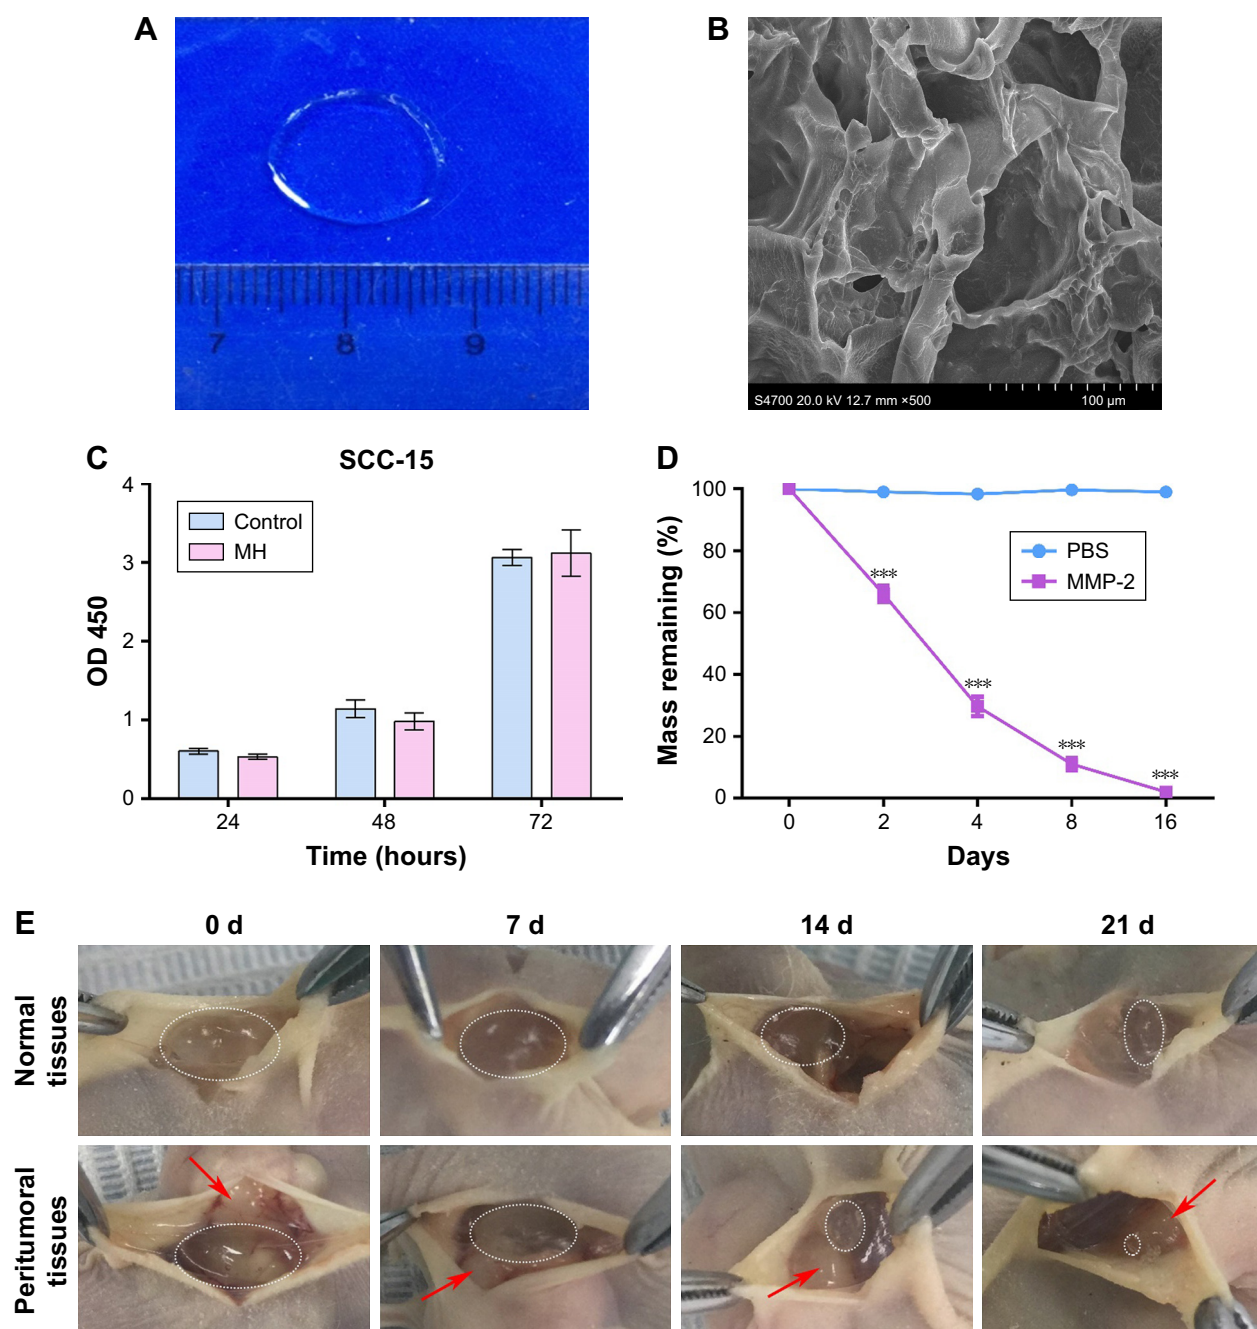 A
B
7 8 9
S4700 20.0 kV 12.7 mm ×500 100 µm
C
SCC-15
4
3
2
1
0
OD 450
Control
MH
24 48 72
Time (hours)
D
100
80
60
40
20
0
Mass remaining (%)
PBS
MMP-2
***
***
***
***
0 2 4 8 16
Days
E
0 d 7 d 14 d 21 d
Normal
tissues
Peritumoral
tissues